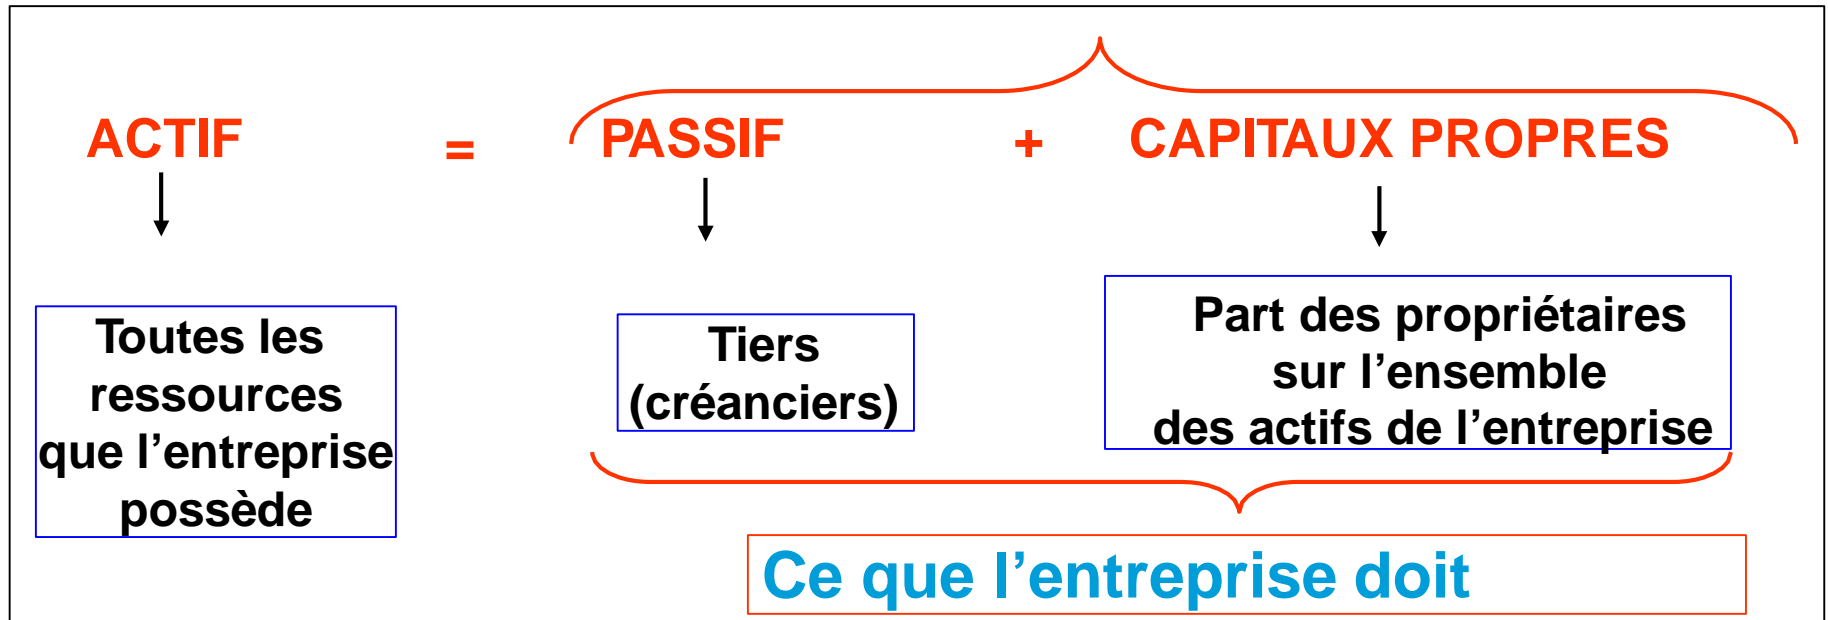 ACTIF = PASSIF + CAPITAUX PROPRES
Toutes les
ressources
que l’entreprise
possède
Tiers
(créanciers)
Part des propriétaires
sur l’ensemble
des actifs de l’entreprise
Ce que l’entreprise doit